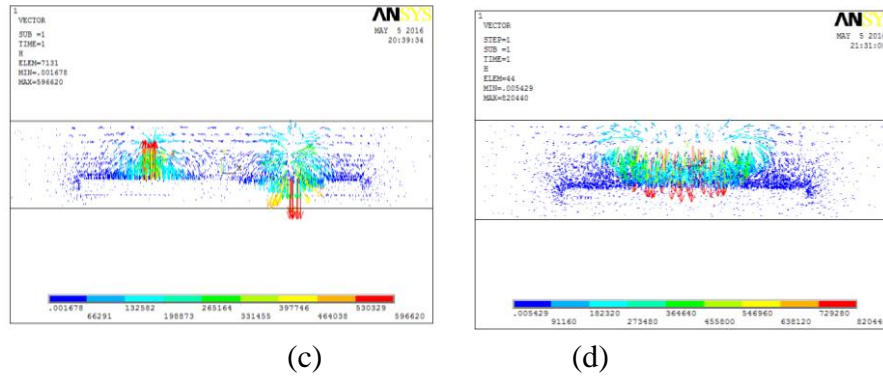 1
VECTOR
SUB =1
TIME=1
H
ELEM=7131
MIN=.001678
MAX=596620
ANSYS
MAY 5 2016
20:39:34
.001678
66291
132582
198873
265164
331455
397746
464038
530329
596620
1
VECTOR
STEP=1
SUB =1
TIME=1
H
ELEM=44
MIN=.005429
MAX=820440
ANSYS
MAY 5 2016
21:31:05
.005429
91160
182320
273480
364640
455800
546960
638120
729280
82044
(c) (d)